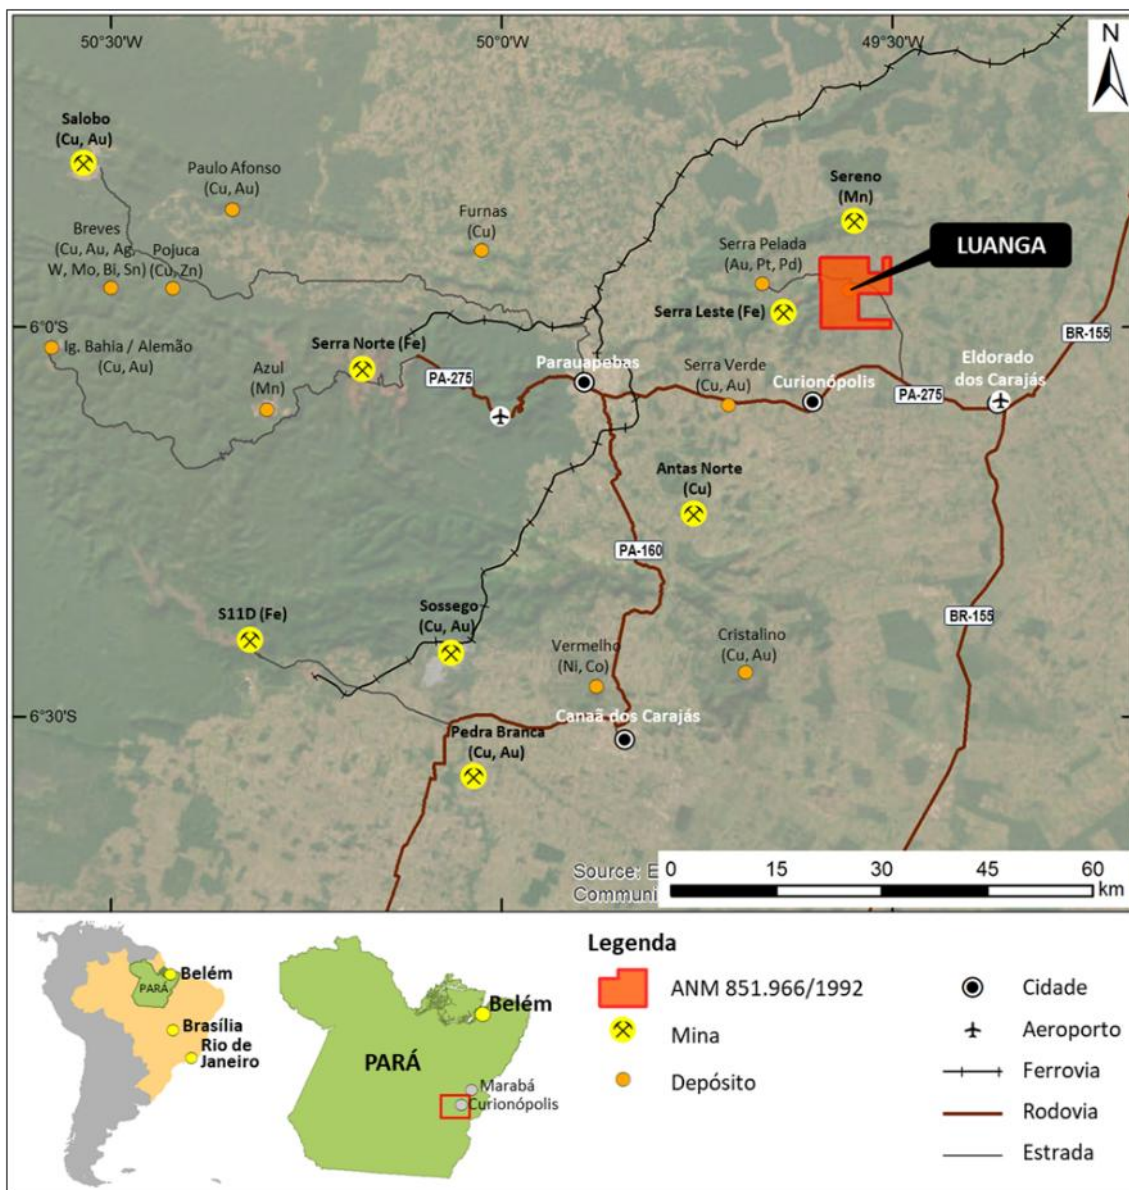 50°30'W
50°0'W
49°30'W
N
Salobo
(Cu, Au)
Paulo Afonso
(Cu, Au)
Breves
(Cu, Au, Ag,
W, Mo, Bi, Sn)
Pojuca
(Cu, Zn)
Furnas
(Cu)
Sereno
(Mn)
Serra Pelada
(Au, Pt, Pd)
LUANGA
Serra Leste (Fe)
6°0'S
Ig. Bahia / Alemão
(Cu, Au)
Azul
(Mn)
Serra Norte (Fe)
PA-275
Parauapebas
Serra Verde
(Cu, Au)
Curionópolis
PA-275
Eldorado
dos Carajás
BR-155
Antas Norte
(Cu)
PA-160
S11D (Fe)
Sossego
(Cu, Au)
Vermelho
(Ni, Co)
Cristalino
(Cu, Au)
BR-155
6°30'S
Canaã dos Carajás
Pedra Branca
(Cu, Au)
Source: E
Communi
0 15 30 45 60
km
PARÁ
Belém
Brasília
Rio de
Janeiro
PARÁ
Belém
Marabá
Curionópolis
Legenda
ANM 851.966/1992
Mina
Depósito
Cidade
Aeroporto
Ferrovia
Rodovia
Estrada